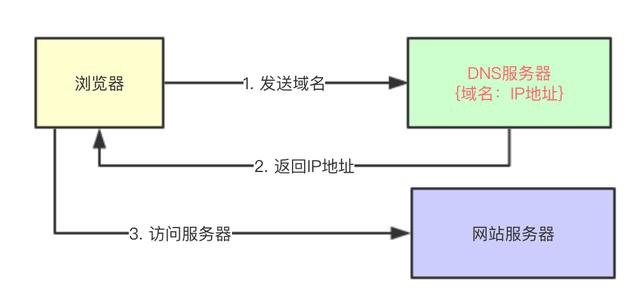 浏览器
1. 发送域名
DNS服务器
{域名：IP地址}
2. 返回IP地址
3. 访问服务器
网站服务器